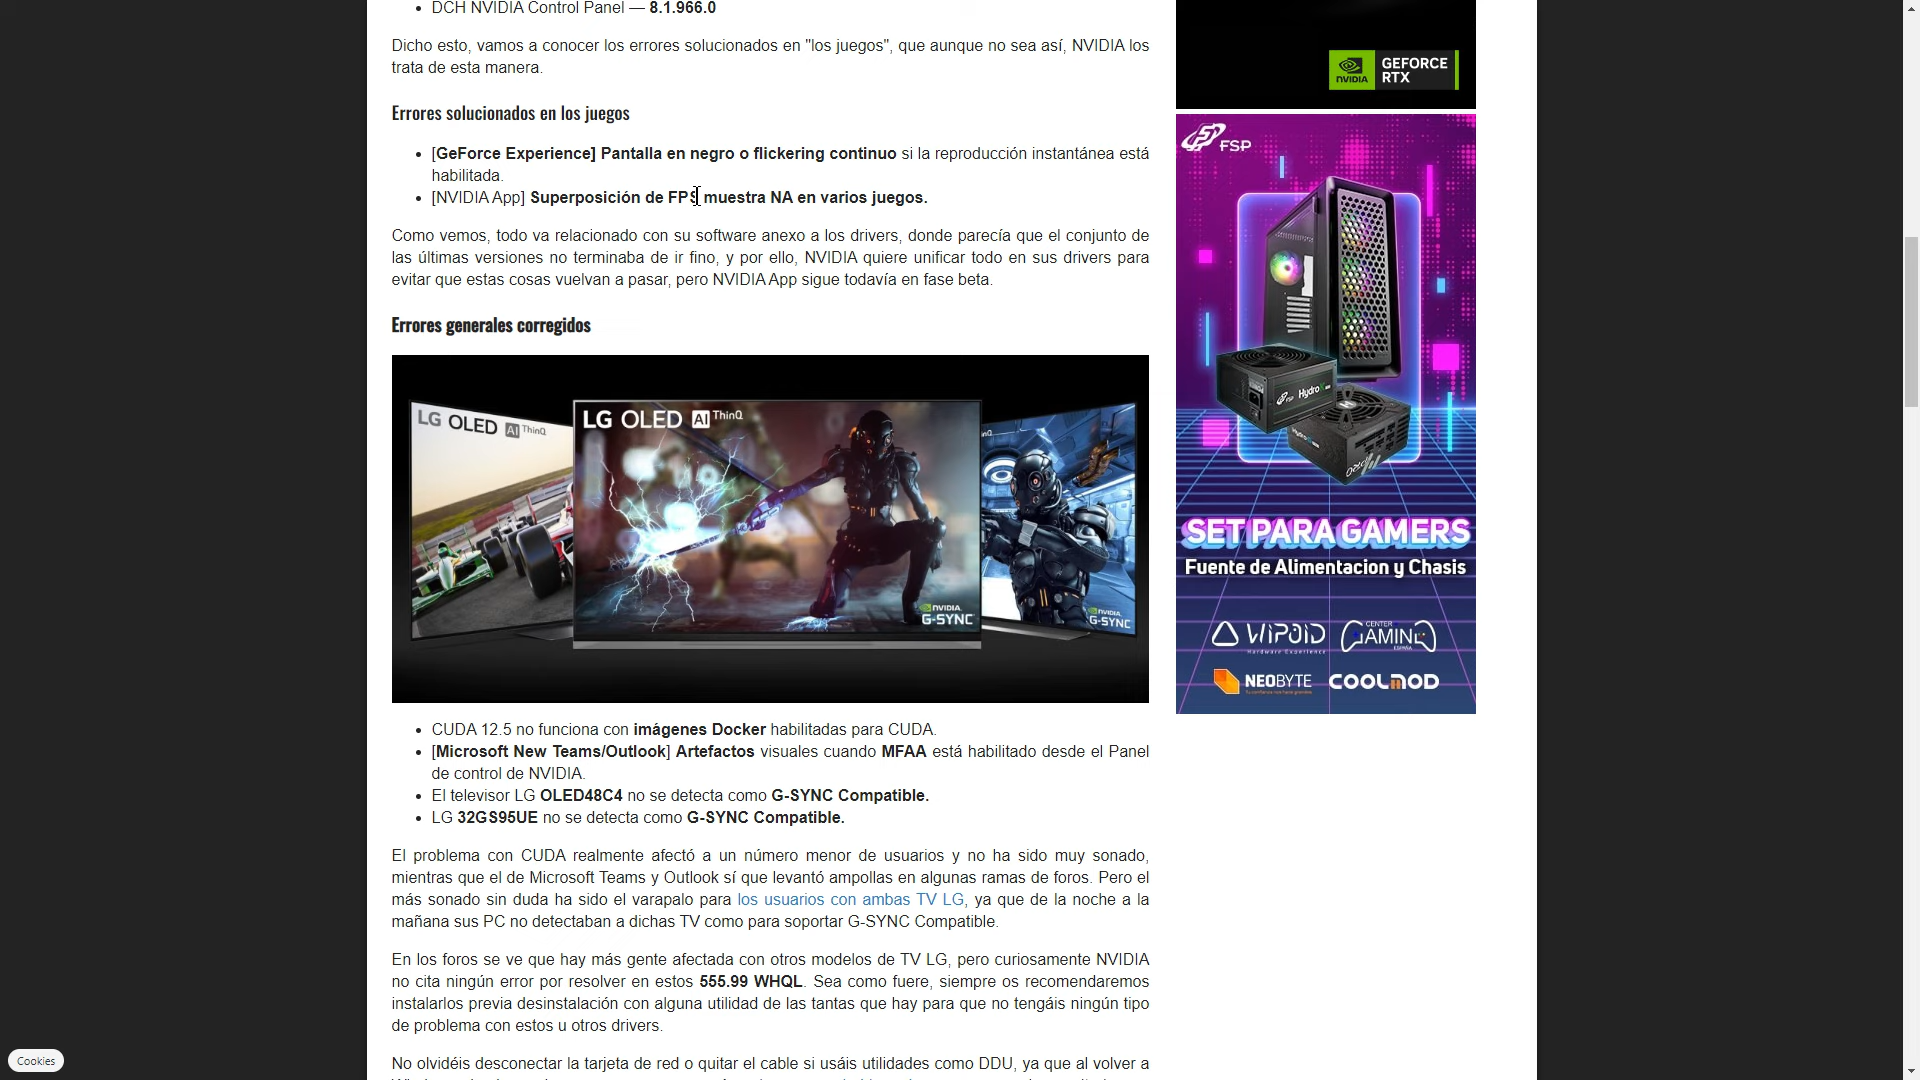 DCH NVIDIA Control Panel — 8.1.966.0
Dicho esto, vamos a conocer los errores solucionados en "los juegos", que aunque no sea así, NVIDIA los
trata de esta manera.
Errores solucionados en los juegos
[GeForce Experience] Pantalla en negro o flickering continuo si la reproducción instantánea está
habilitada.
[NVIDIA App] Superposición de FPS muestra NA en varios juegos.
Como vemos, todo va relacionado con su software anexo a los drivers, donde parecía que el conjunto de
las últimas versiones no terminaba de ir fino, y por ello, NVIDIA quiere unificar todo en sus drivers para
evitar que estas cosas vuelvan a pasar, pero NVIDIA App sigue todavía en fase beta.
Errores generales corregidos
LG OLED AI ThinQ
LG OLED AI ThinQ
NVIDIA.
G-SYNC
NVIDIA.
G-SYNC
CUDA 12.5 no funciona con imágenes Docker habilitadas para CUDA.
[Microsoft New Teams/Outlook] Artefactos visuales cuando MFAA está habilitado desde el Panel
de control de NVIDIA.
El televisor LG OLED48C4 no se detecta como G-SYNC Compatible.
LG 32GS95UE no se detecta como G-SYNC Compatible.
El problema con CUDA realmente afectó a un número menor de usuarios y no ha sido muy sonado,
mientras que el de Microsoft Teams y Outlook sí que levantó ampollas en algunas ramas de foros. Pero el
más sonado sin duda ha sido el varapalo para los usuarios con ambas TV LG, ya que de la noche a la
mañana sus PC no detectaban a dichas TV como para soportar G-SYNC Compatible.
En los foros se ve que hay más gente afectada con otros modelos de TV LG, pero curiosamente NVIDIA
no cita ningún error por resolver en estos 555.99 WHQL. Sea como fuere, siempre os recomendaremos
instalarlos previa desinstalación con alguna utilidad de las tantas que hay para que no tengáis ningún tipo
de problema con estos u otros drivers.
No olvidéis desconectar la tarjeta de red o quitar el cable si usáis utilidades como DDU, ya que al volver a
NVIDIA
GEFORCE
RTX
FSP
FSP Hydro
SET PARA GAMERS
Fuente de Alimentacion y Chasis
WIPOID
Hardware Experience
CENTER
GAMING
ESPAÑA
NEOBYTE
COOLMOD
Cookies